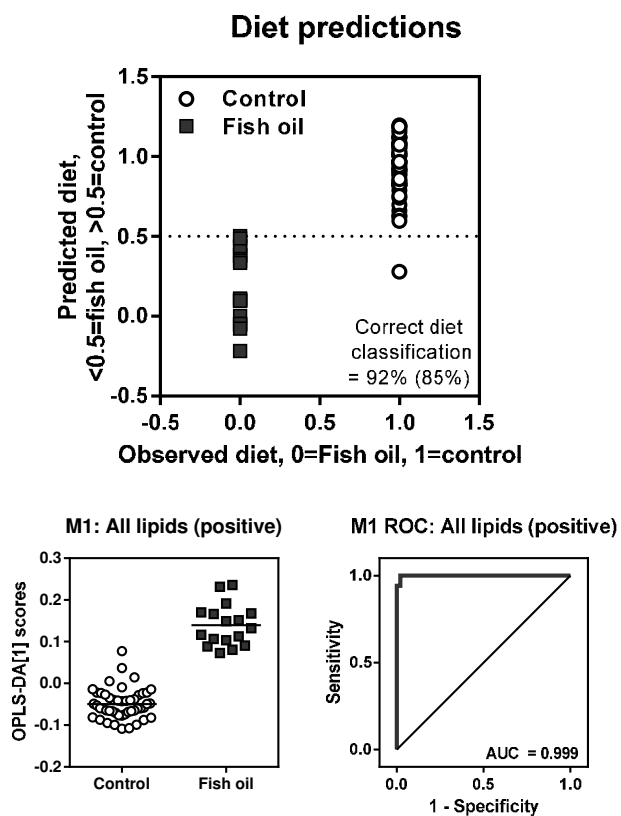 Diet predictions
1.5
1.0
0.5
0.0
-0.5
Predicted diet,
<0.5=fish oil, >0.5=control
Control
Fish oil
Correct diet
classification
= 92% (85%)
-0.5 0.0 0.5 1.0 1.5
Observed diet, 0=Fish oil, 1=control
M1: All lipids (positive)
0.3
0.2
0.1
0.0
-0.1
-0.2
OPLS-DA[1] scores
Control Fish oil
M1 ROC: All lipids (positive)
1.0
0.5
0.0
Sensitivity
AUC = 0.999
0.0 0.5 1.0
1 - Specificity